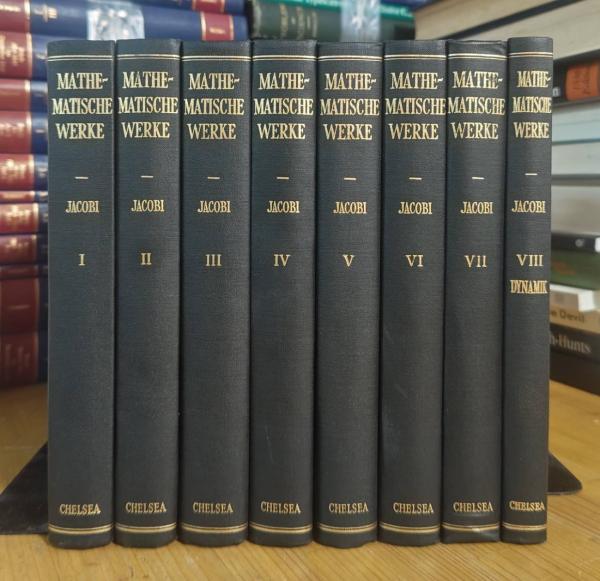 MATHE-
MATISCHE
WERKE
—
JACOBI
I
CHELSEA
MATHE-
MATISCHE
WERKE
—
JACOBI
II
CHELSEA
MATHE-
MATISCHE
WERKE
—
JACOBI
III
CHELSEA
MATHE-
MATISCHE
WERKE
—
JACOBI
IV
CHELSEA
MATHE-
MATISCHE
WERKE
—
JACOBI
V
CHELSEA
MATHE-
MATISCHE
WERKE
—
JACOBI
VI
CHELSEA
MATHE-
MATISCHE
WERKE
—
JACOBI
VII
CHELSEA
MATHE-
MATISCHE
WERKE
—
JACOBI
VIII
DYNAMIK
CHELSEA
Devil
-Hunts